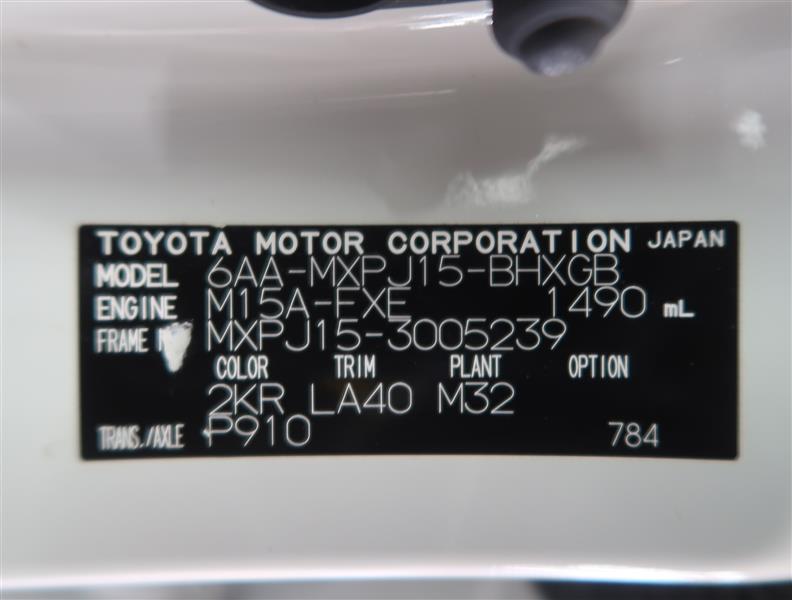 TOYOTA MOTOR CORPORATION JAPAN
MODEL 6AA-MXPJ15-BHXGB
ENGINE M15A-FXE 1490 mL
FRAME MXPJ15-3005239
COLOR TRIM PLANT OPTION
2KR LA40 M32
TRANS./AXLE P910 784